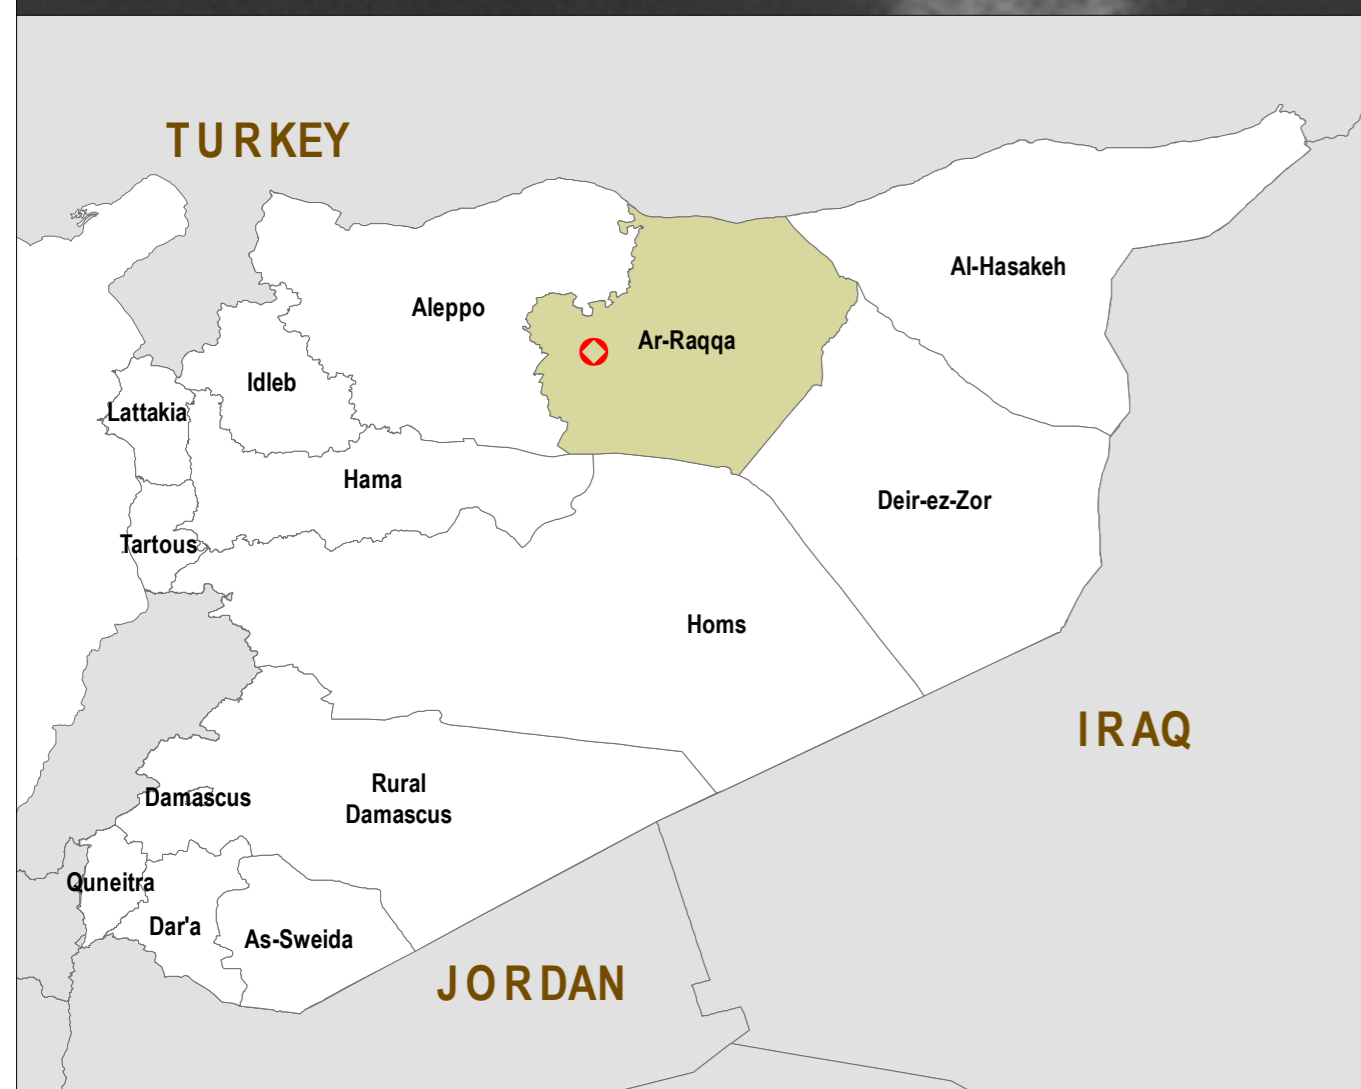 TURKEY
Al-Hasakeh
Aleppo
Ar-Raqqa
Idleb
Lattakia
Hama
Deir-ez-Zor
Tartous
Homs
IRAQ
Damascus
Rural
Damascus
Quneitra
Dar'a
As-Sweida
JORDAN